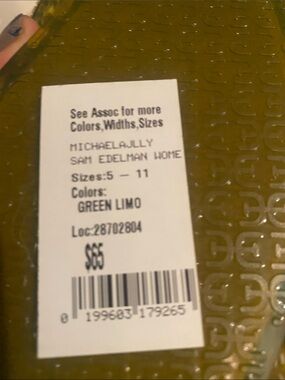 See Assoc for more
Colors,Widths,Sizes
MICHAELAJLLY
SAM EDELMAN WOME
Sizes:5 - 11
Colors:
GREEN LIMO
Loc:28702804
$65
0 199603 179265